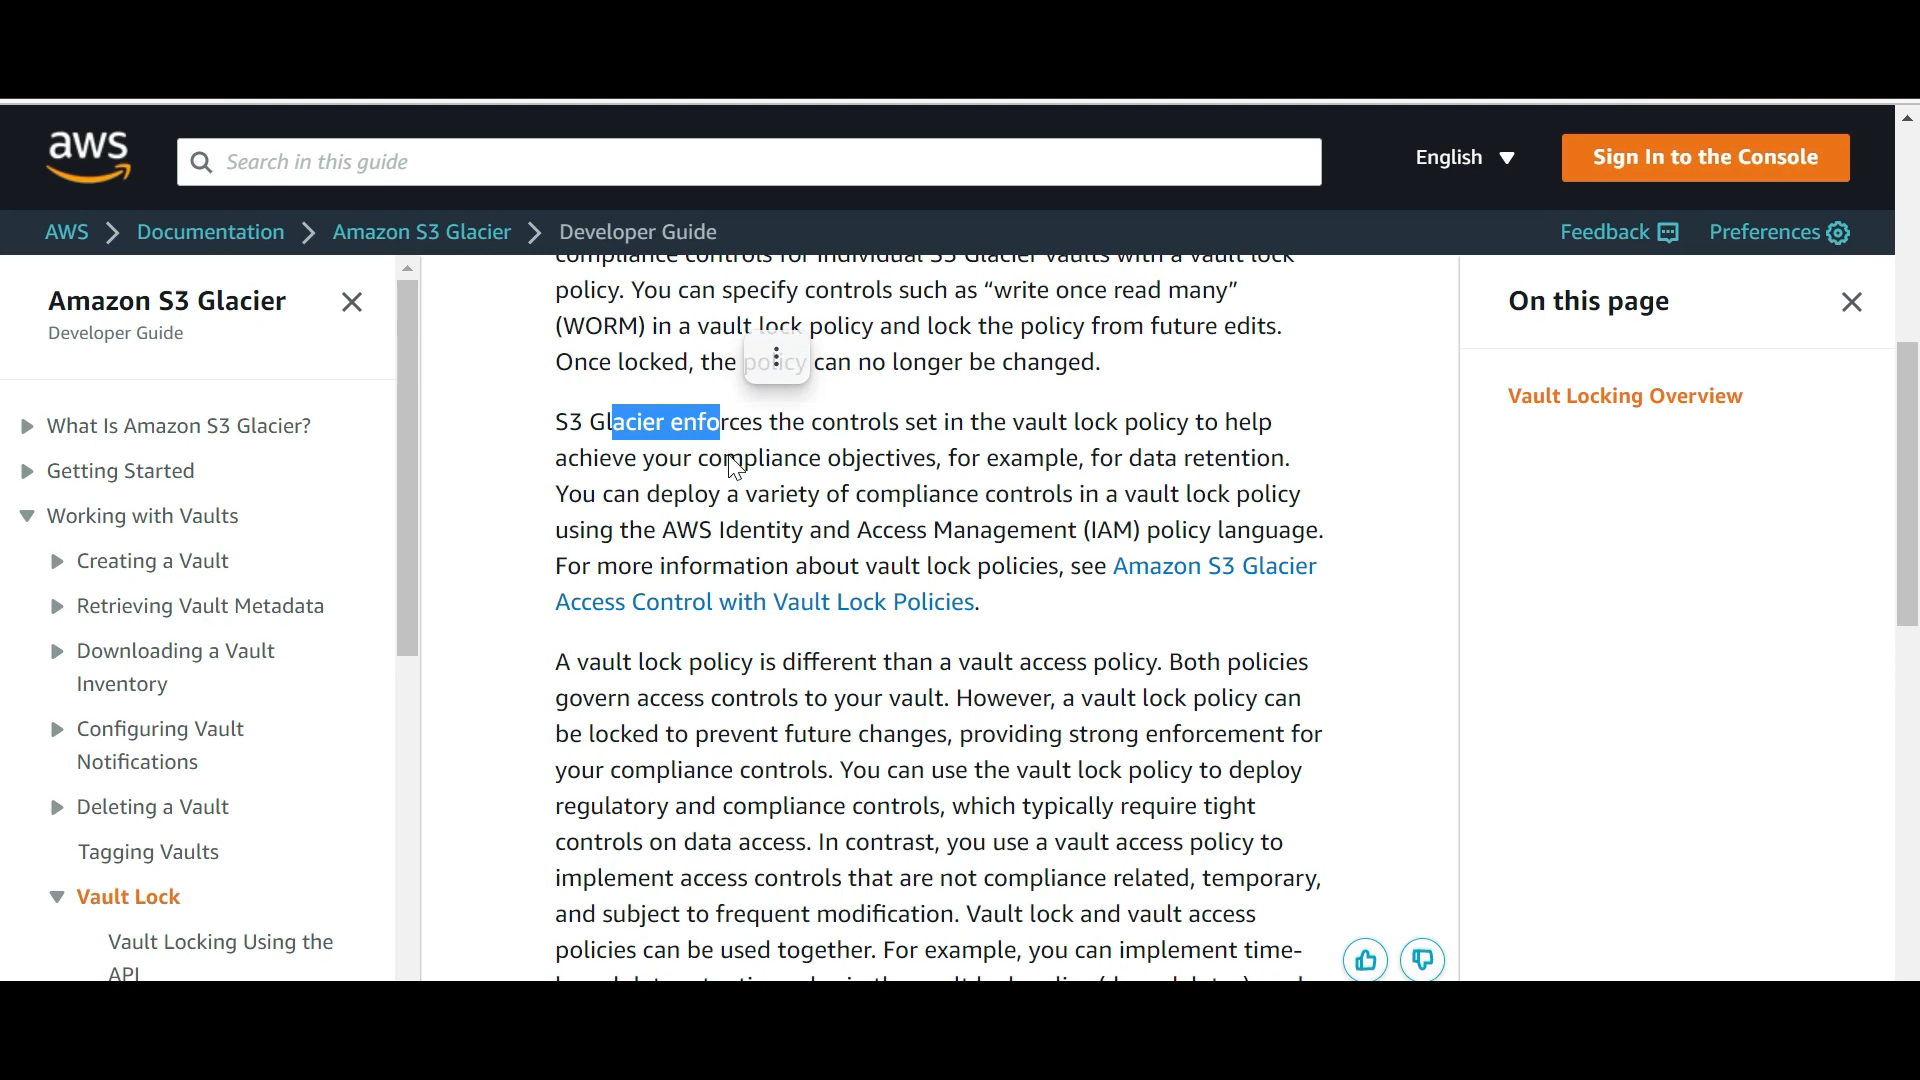 aws
Search in this guide
English
Sign In to the Console
AWS > Documentation > Amazon S3 Glacier > Developer Guide
Feedback
Preferences
Amazon S3 Glacier
Developer Guide
What Is Amazon S3 Glacier?
Getting Started
Working with Vaults
Creating a Vault
Retrieving Vault Metadata
Downloading a Vault
Inventory
Configuring Vault
Notifications
Deleting a Vault
Tagging Vaults
Vault Lock
Vault Locking Using the
API
compliance controls for individual S3 Glacier vaults with a vault lock
policy. You can specify controls such as “write once read many”
(WORM) in a vault lock policy and lock the policy from future edits.
Once locked, the policy can no longer be changed.
S3 Glacier enforces the controls set in the vault lock policy to help
achieve your compliance objectives, for example, for data retention.
You can deploy a variety of compliance controls in a vault lock policy
using the AWS Identity and Access Management (IAM) policy language.
For more information about vault lock policies, see Amazon S3 Glacier
Access Control with Vault Lock Policies.
A vault lock policy is different than a vault access policy. Both policies
govern access controls to your vault. However, a vault lock policy can
be locked to prevent future changes, providing strong enforcement for
your compliance controls. You can use the vault lock policy to deploy
regulatory and compliance controls, which typically require tight
controls on data access. In contrast, you use a vault access policy to
implement access controls that are not compliance related, temporary,
and subject to frequent modification. Vault lock and vault access
policies can be used together. For example, you can implement time-
On this page
Vault Locking Overview